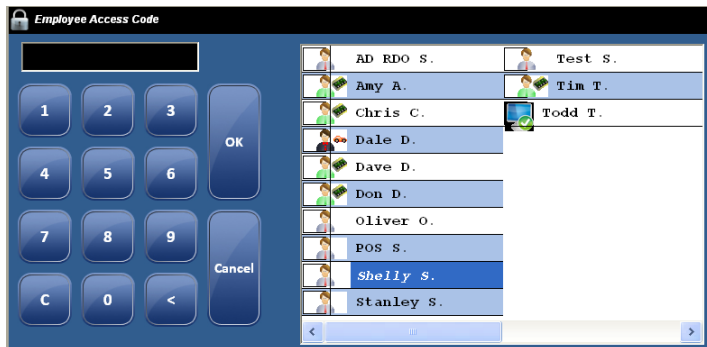 Employee Access Code
1 2 3 OK
4 5 6
7 8 9 Cancel
C 0 <
AD RDO S.
Amy A.
Chris C.
Dale D.
Dave D.
Don D.
Oliver O.
POS S.
Shelly S.
Stanley S.
Test S.
Tim T.
Todd T.